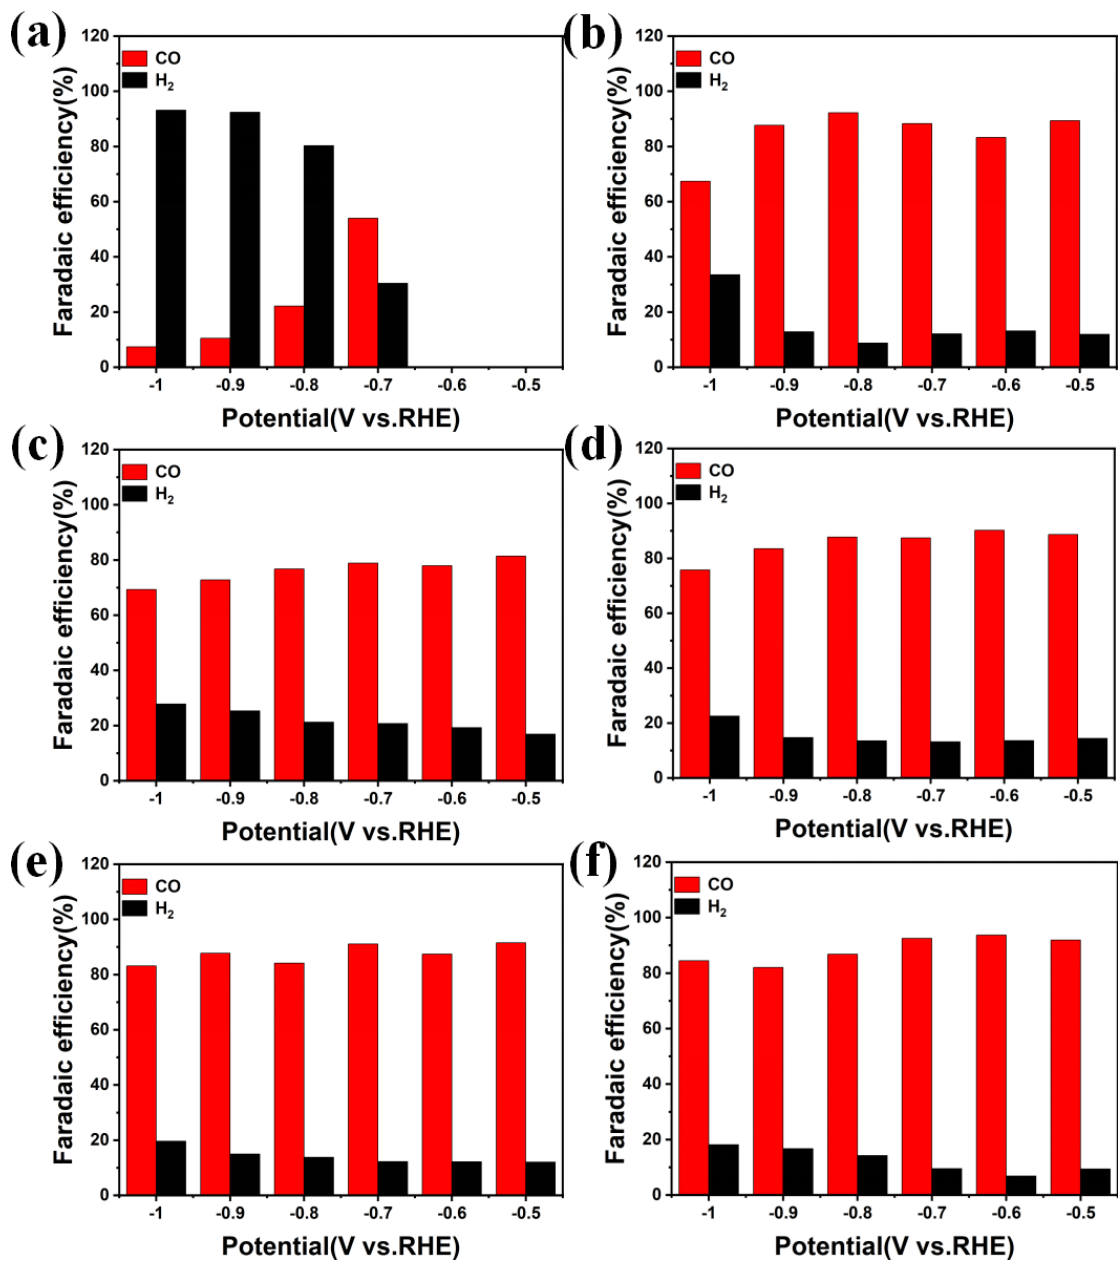 (a)
Faradaic efficiency(%)
120
100
80
60
40
20
0
CO
H₂
-1 -0.9 -0.8 -0.7 -0.6 -0.5
Potential(V vs.RHE)
(b)
Faradaic efficiency(%)
120
100
80
60
40
20
0
CO
H₂
-1 -0.9 -0.8 -0.7 -0.6 -0.5
Potential(V vs.RHE)
(c)
Faradaic efficiency(%)
120
100
80
60
40
20
0
CO
H₂
-1 -0.9 -0.8 -0.7 -0.6 -0.5
Potential(V vs.RHE)
(d)
Faradaic efficiency(%)
120
100
80
60
40
20
0
CO
H₂
-1 -0.9 -0.8 -0.7 -0.6 -0.5
Potential(V vs.RHE)
(e)
Faradaic efficiency(%)
120
100
80
60
40
20
0
CO
H₂
-1 -0.9 -0.8 -0.7 -0.6 -0.5
Potential(V vs.RHE)
(f)
Faradaic efficiency(%)
120
100
80
60
40
20
0
CO
H₂
-1 -0.9 -0.8 -0.7 -0.6 -0.5
Potential(V vs.RHE)